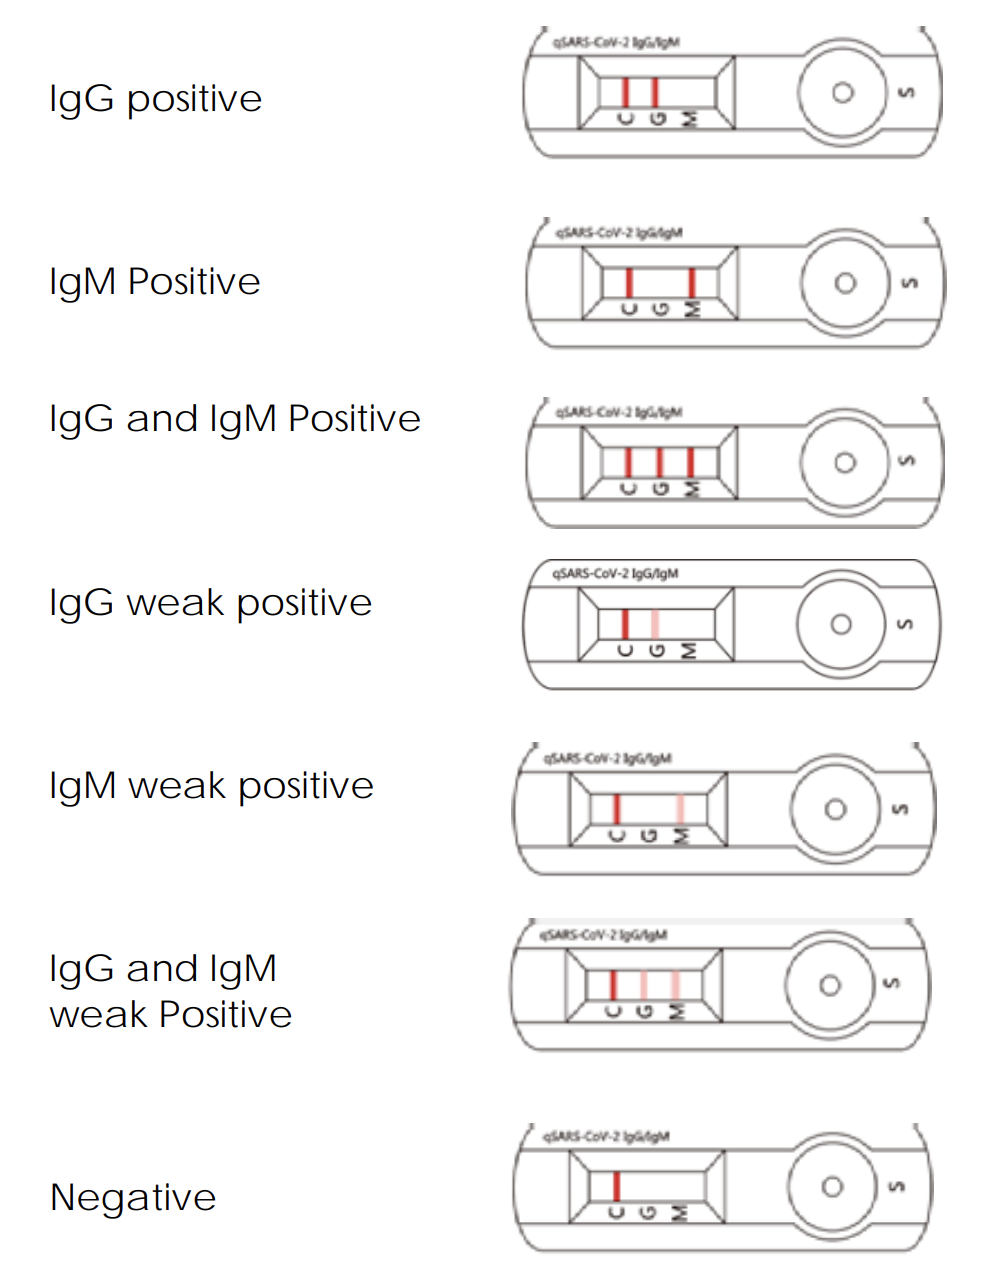 qSARS-CoV-2 IgG/IgM
IgG positive
C G M
S
qSARS-CoV-2 IgG/IgM
IgM Positive
C G M
S
qSARS-CoV-2 IgG/IgM
IgG and IgM Positive
C G M
S
qSARS-CoV-2 IgG/IgM
IgG weak positive
C G M
S
qSARS-CoV-2 IgG/IgM
IgM weak positive
C G M
S
qSARS-CoV-2 IgG/IgM
IgG and IgM
weak Positive
C G M
S
qSARS-CoV-2 IgG/IgM
Negative
C G M
S